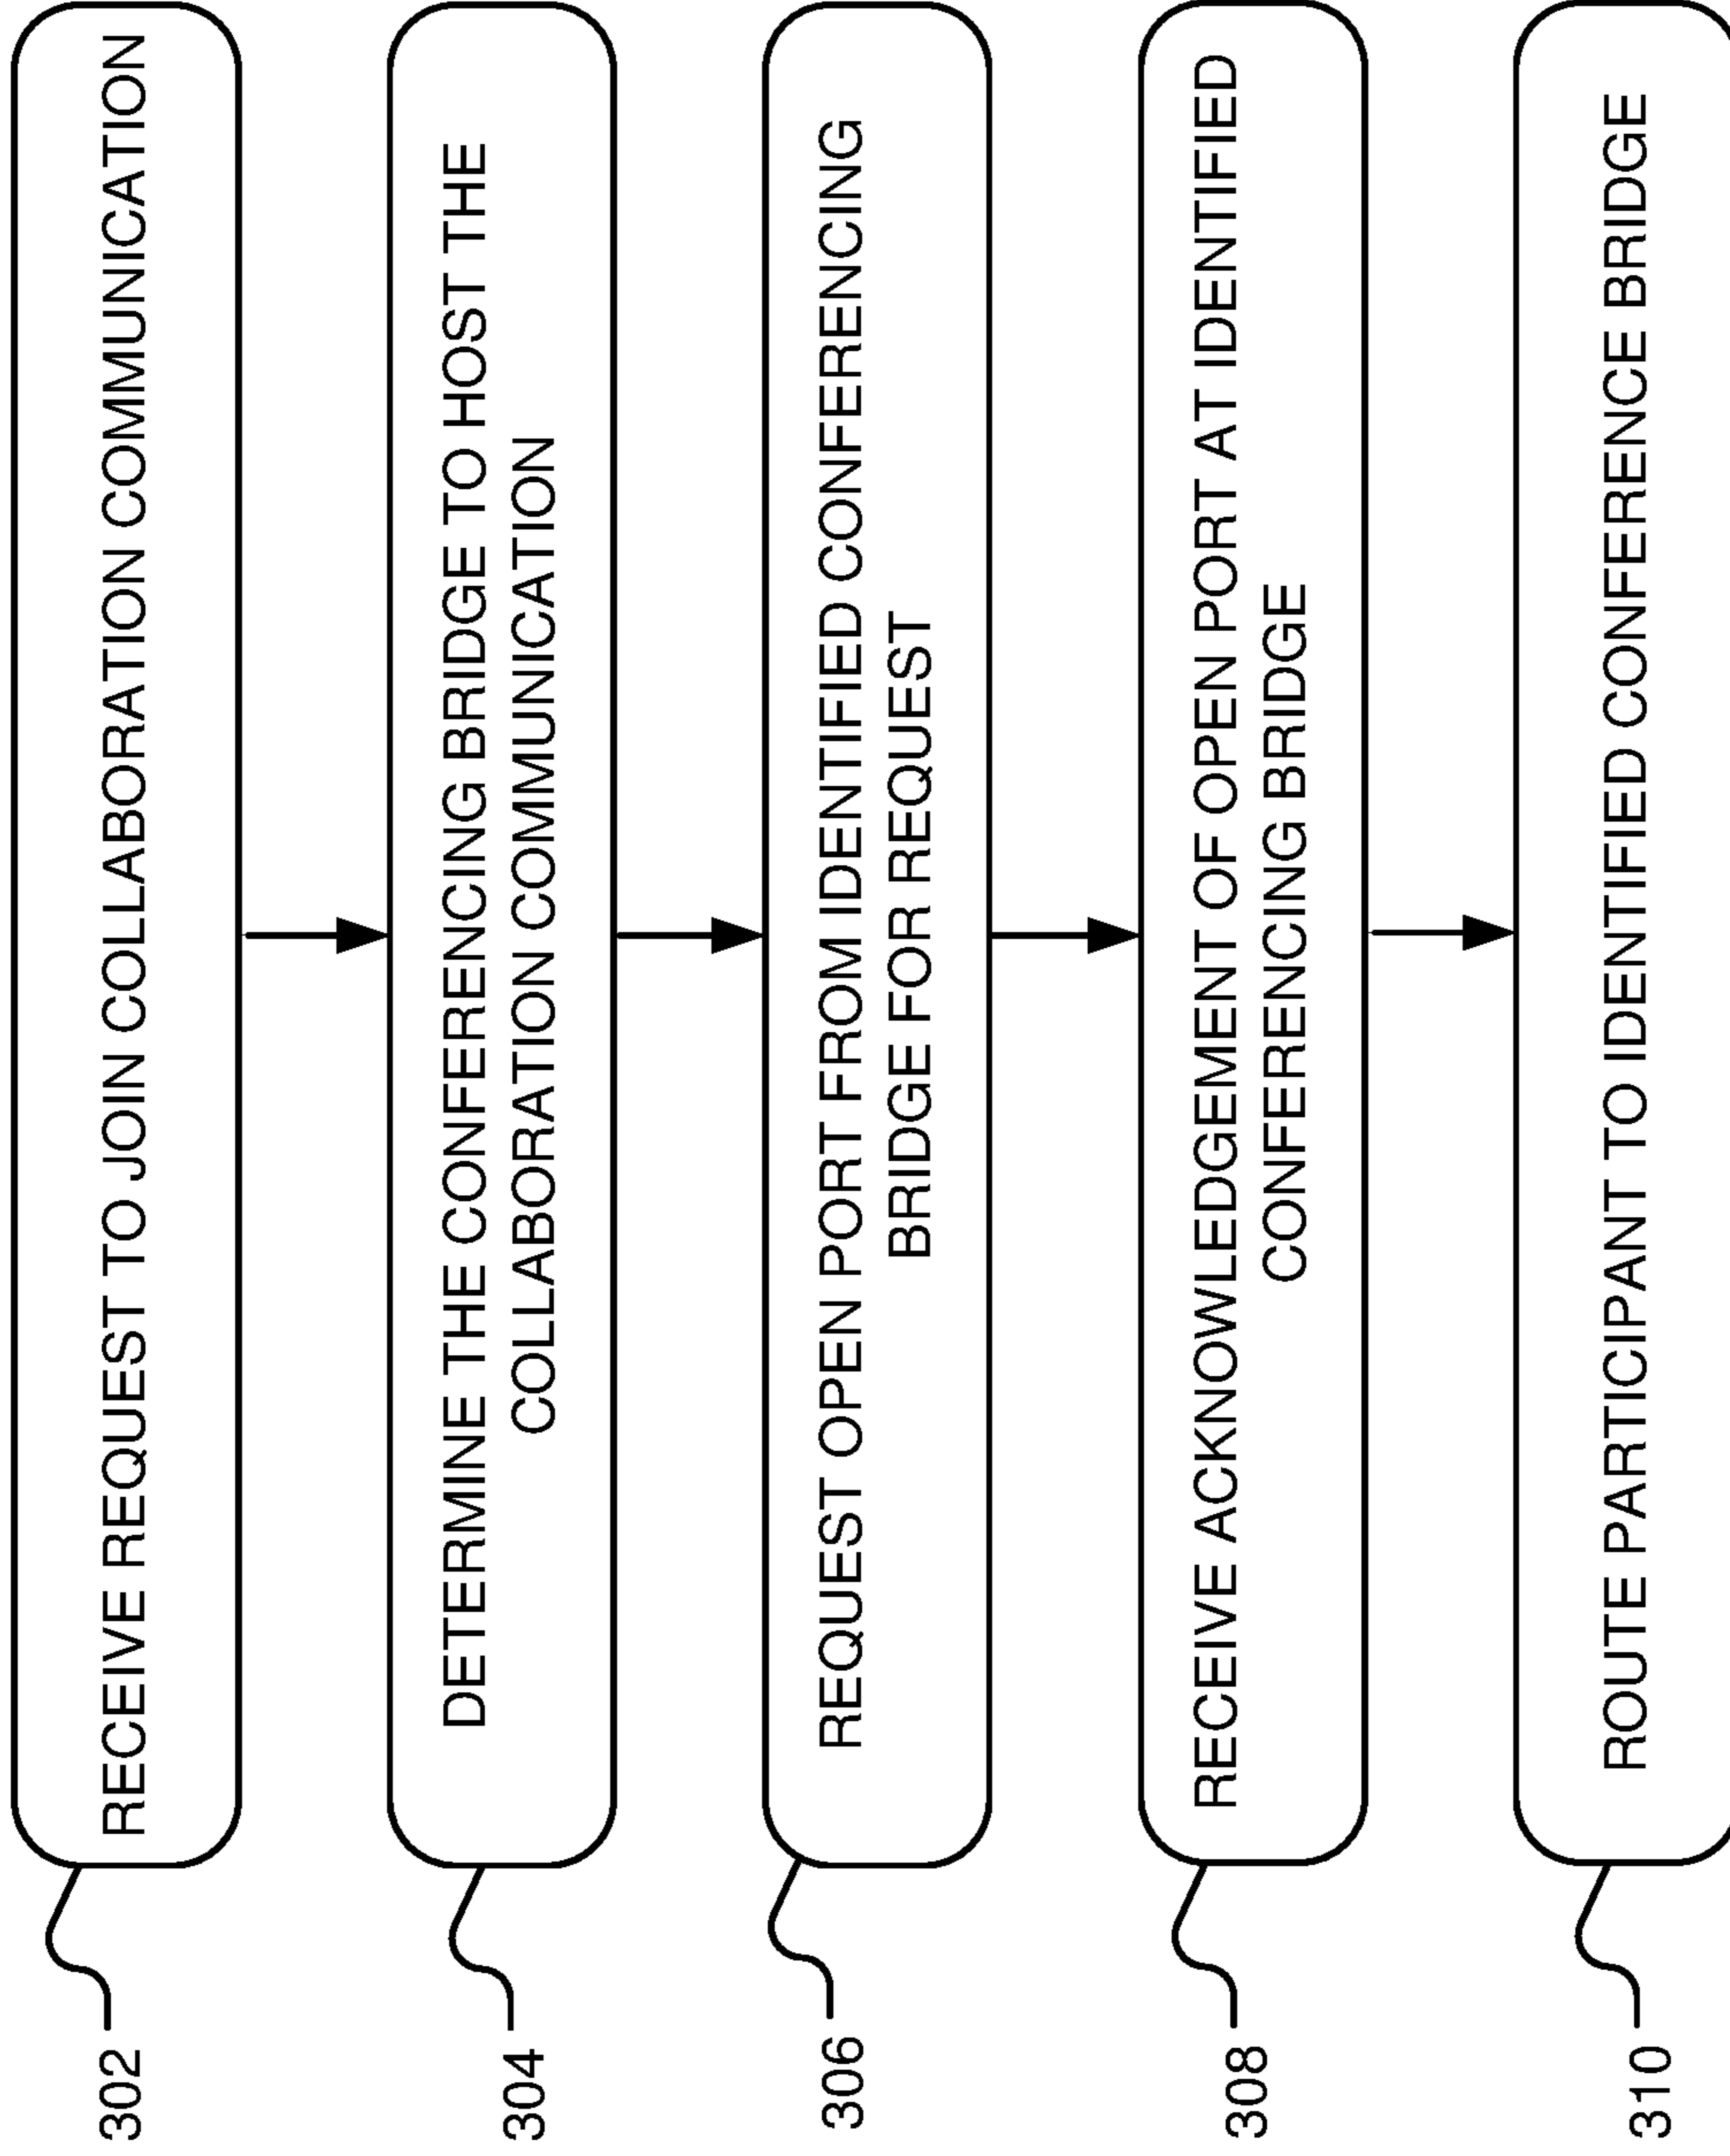 302
RECEIVE REQUEST TO JOIN COLLABORATION COMMUNICATION
304
DETERMINE THE CONFERENCING BRIDGE TO HOST THE
COLLABORATION COMMUNICATION
306
REQUEST OPEN PORT FROM IDENTIFIED CONFERENCING
BRIDGE FOR REQUEST
308
RECEIVE ACKNOWLEDGEMENT OF OPEN PORT AT IDENTIFIED
CONFERENCING BRIDGE
310
ROUTE PARTICIPANT TO IDENTIFIED CONFERENCE BRIDGE